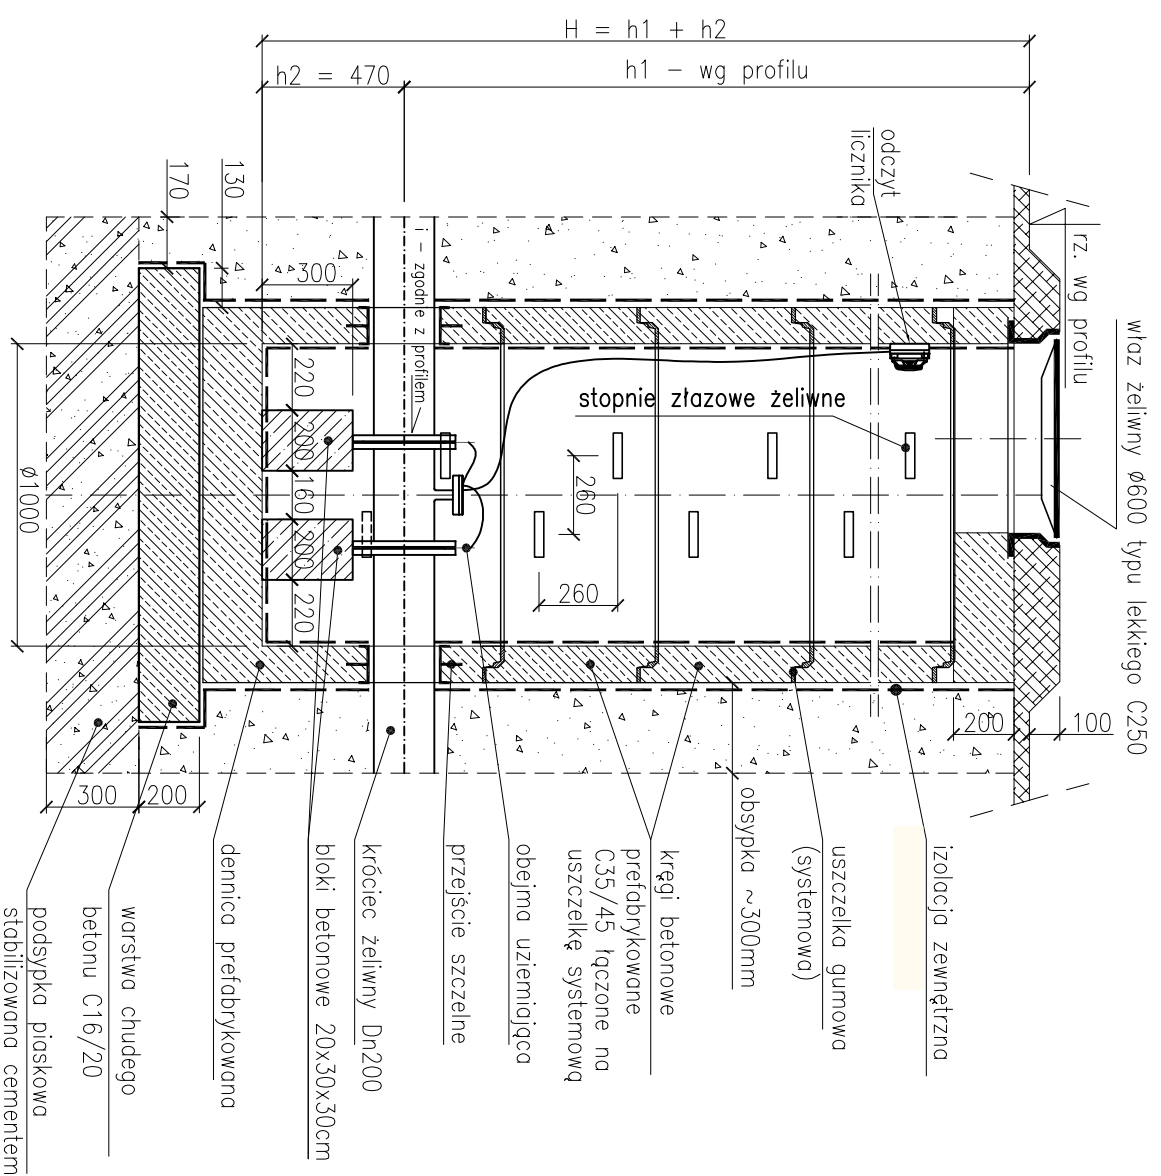 H = h1 + h2
h2 = 470
h1 - wg profilu
odczyt
licznika
rz. wg profilu
właz żeliwny ø600 typu lekkiego C250
170
130
300
i - zgodne z profilem
stopnie złazowe żeliwne
220
200
160
200
220
ø1000
260
260
200
100
300
200
izolacja zewnętrzna
uszczelka gumowa
(systemowa)
obsypka ~300mm
kręgi betonowe
prefabrykowane
C35/45 łączone na
uszczelkę systemową
przejście szczelne
obejma uziemiająca
króciec żeliwny Dn200
bloki betonowe 20x30x30cm
dennica prefabrykowana
warstwa chudego
betonu C16/20
podsypka piaskowa
stabilizowana cementem